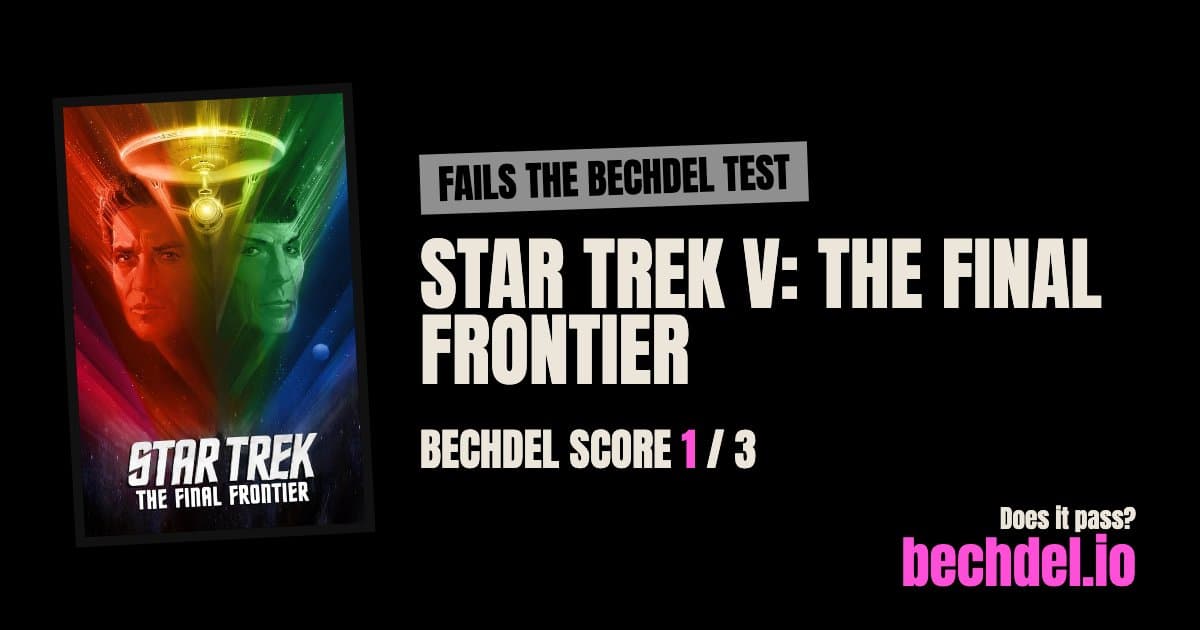 FAILS THE BECHDEL TEST
STAR TREK V: THE FINAL
FRONTIER
BECHDEL SCORE 1 / 3
STAR TREK
THE FINAL FRONTIER
Does it pass?
bechdel.io